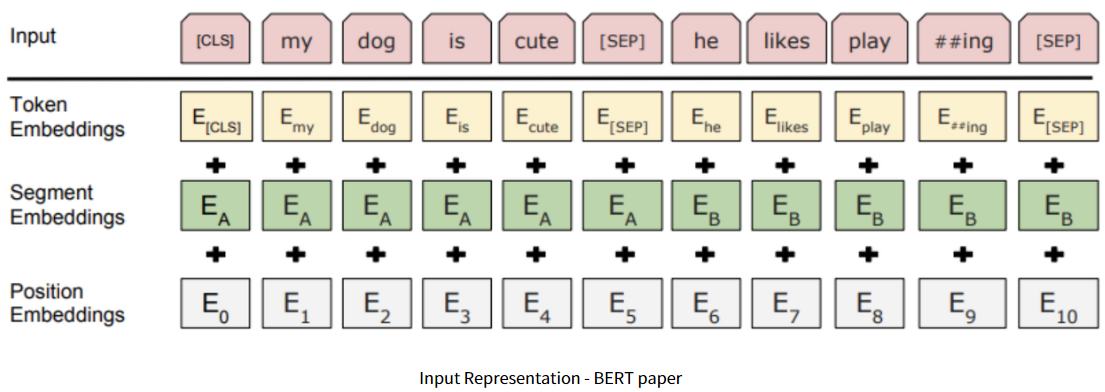 Input [CLS] my dog is cute [SEP] he likes play ##ing [SEP]
Token
Embeddings E[CLS] Emy Edog Eis Ecute E[SEP] Ehe Elikes Eplay E##ing E[SEP]
+ + + + + + + + + + +
Segment
Embeddings EA EA EA EA EA EA EB EB EB EB EB
+ + + + + + + + + + +
Position
Embeddings E0 E1 E2 E3 E4 E5 E6 E7 E8 E9 E10
Input Representation - BERT paper